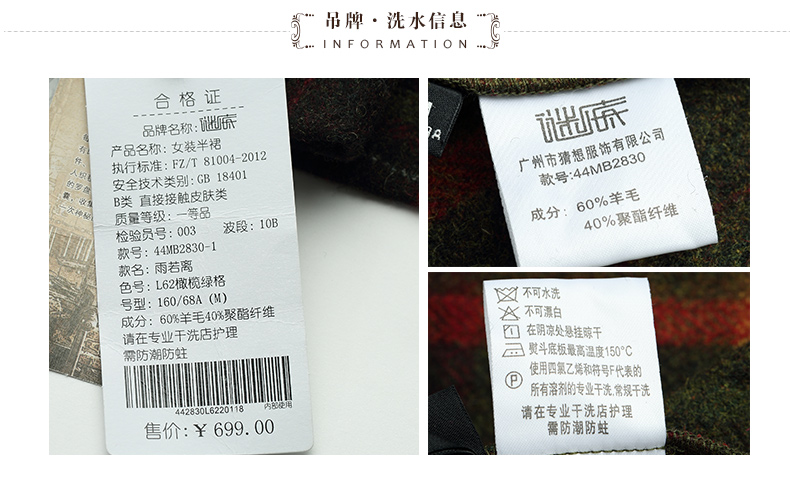 吊牌·洗水信息
INFORMATION
合格证
品牌名称:谜底
产品名称:女装半裙
执行标准:FZ/T 81004-2012
安全技术类别:GB 18401
B类 直接接触皮肤类
质量等级:一等品
检验员号:003 波段:10B
款号:44MB2830-1
款名:雨若离
色号:L62橄榄绿格
号型:160/68A (M)
成分:60%羊毛40%聚酯纤维
请在专业干洗店护理
需防潮防蛀
442830L6220118
内部使用
售价:¥ 699.00
谜底
广州市猜想服饰有限公司
款号:44MB2830
成分: 60%羊毛
40%聚酯纤维
不可水洗
不可漂白
在阴凉处悬挂晾干
熨斗底板最高温度150°C
使用四氯乙烯和符号F代表的
所有溶剂的专业干洗,常规干洗
请在专业干洗店护理
需防潮防蛀